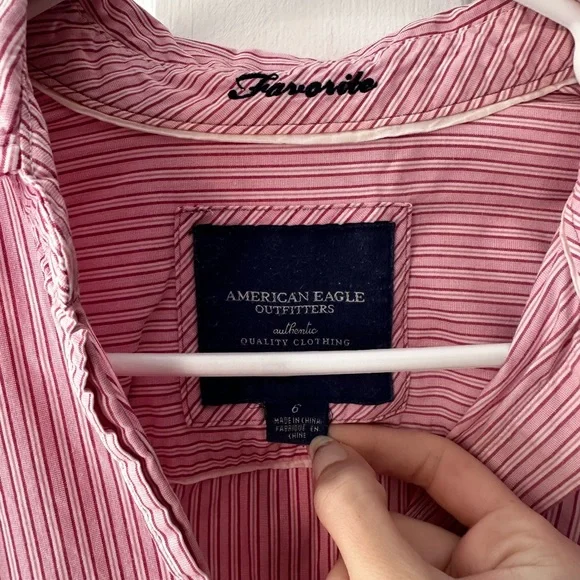 Favorite
AMERICAN EAGLE
OUTFITTERS
authentic
QUALITY CLOTHING
6
MADE IN CHINA
FABRIQUÉ EN
CHINE